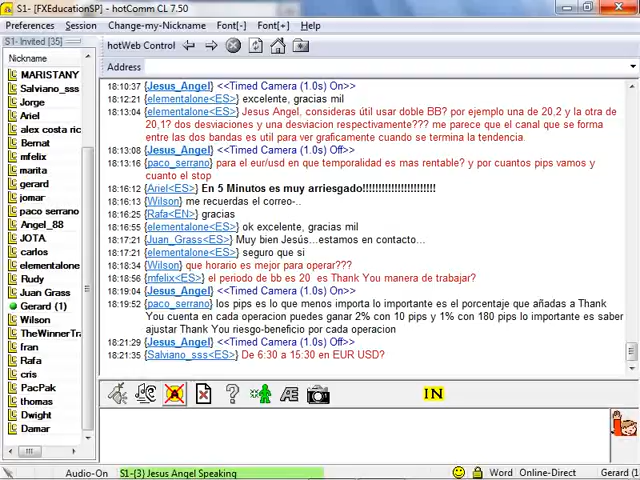 S1- [FXEducationSP] - hotComm CL 7.50
Preferences Session Change-my-Nickname Font[-] Font[+] Help
S1- Invited [35]
Nickname
MARISTANY
Salviano_sss
Jorge
Ariel
alex costa ric
Bernat
mfelix
marita
gerard
jomar
paco serrano
Angel_88
JOTA.
carlos
elementalone
Rudy
Juan Grass
Gerard (1)
Wilson
TheWinnerTra
fran
Rafa
cris
PacPak
thomas
Dwight
Damar
hotWeb Control
Address
18:10:37 {Jesus_Angel} <<Timed Camera (1.0s) On>>
18:12:21 {elementalone<ES>} excelente, gracias mil
18:13:04 {elementalone<ES>} Jesus Angel, consideras útil usar doble BB? por ejemplo una de 20,2 y la otra de
20,1? dos desviaciones y una desviacion respectivamente??? me parece que el canal que se forma
entre las dos bandas es util para ver graficamente cuando se termina la tendencia.
18:13:08 {Jesus_Angel} <<Timed Camera (1.0s) Off>>
18:13:16 {paco_serrano} para el eur/usd en que temporalidad es mas rentable? y por cuantos pips vamos y
cuanto el stop
18:16:12 {Ariel<ES>} En 5 Minutos es muy arriesgado!!!!!!!!!!!!!!!!!!!!!!!
18:16:13 {Wilson} me recuerdas el correo-..
18:16:25 {Rafa<EN>} gracias
18:16:55 {elementalone<ES>} ok excelente, gracias mil
18:17:21 {Juan_Grass<ES>} Muy bien Jesús...estamos en contacto...
18:17:21 {elementalone<ES>} seguro que si
18:18:34 {Wilson} que horario es mejor para operar???
18:18:56 {mfelix<ES>} el periodo de bb es 20 es Thank You manera de trabajar?
18:19:04 {Jesus_Angel} <<Timed Camera (1.0s) On>>
18:19:52 {paco_serrano} los pips es lo que menos importa lo importante es el porcentaje que añadas a Thank
You cuenta en cada operacion puedes ganar 2% con 10 pips y 1% con 180 pips lo importante es saber
ajustar Thank You riesgo-beneficio por cada operacion
18:21:29 {Jesus_Angel} <<Timed Camera (1.0s) Off>>
18:21:35 {Salviano_sss<ES>} De 6:30 a 15:30 en EUR USD?
IN
Audio-On S1-(3) Jesus Angel Speaking Word Online-Direct Gerard (1